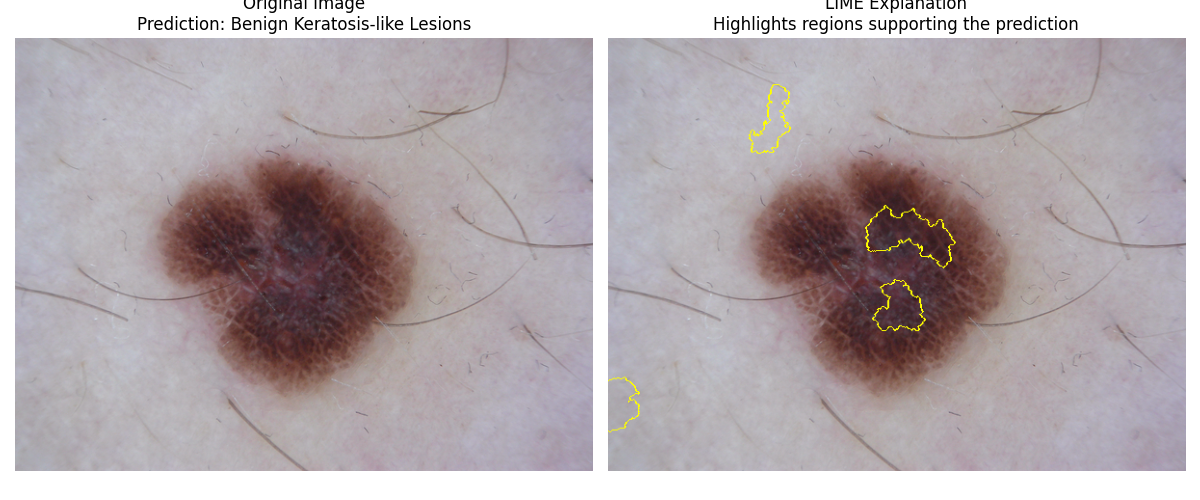 Original Image
Prediction: Benign Keratosis-like Lesions
LIME Explanation
Highlights regions supporting the prediction